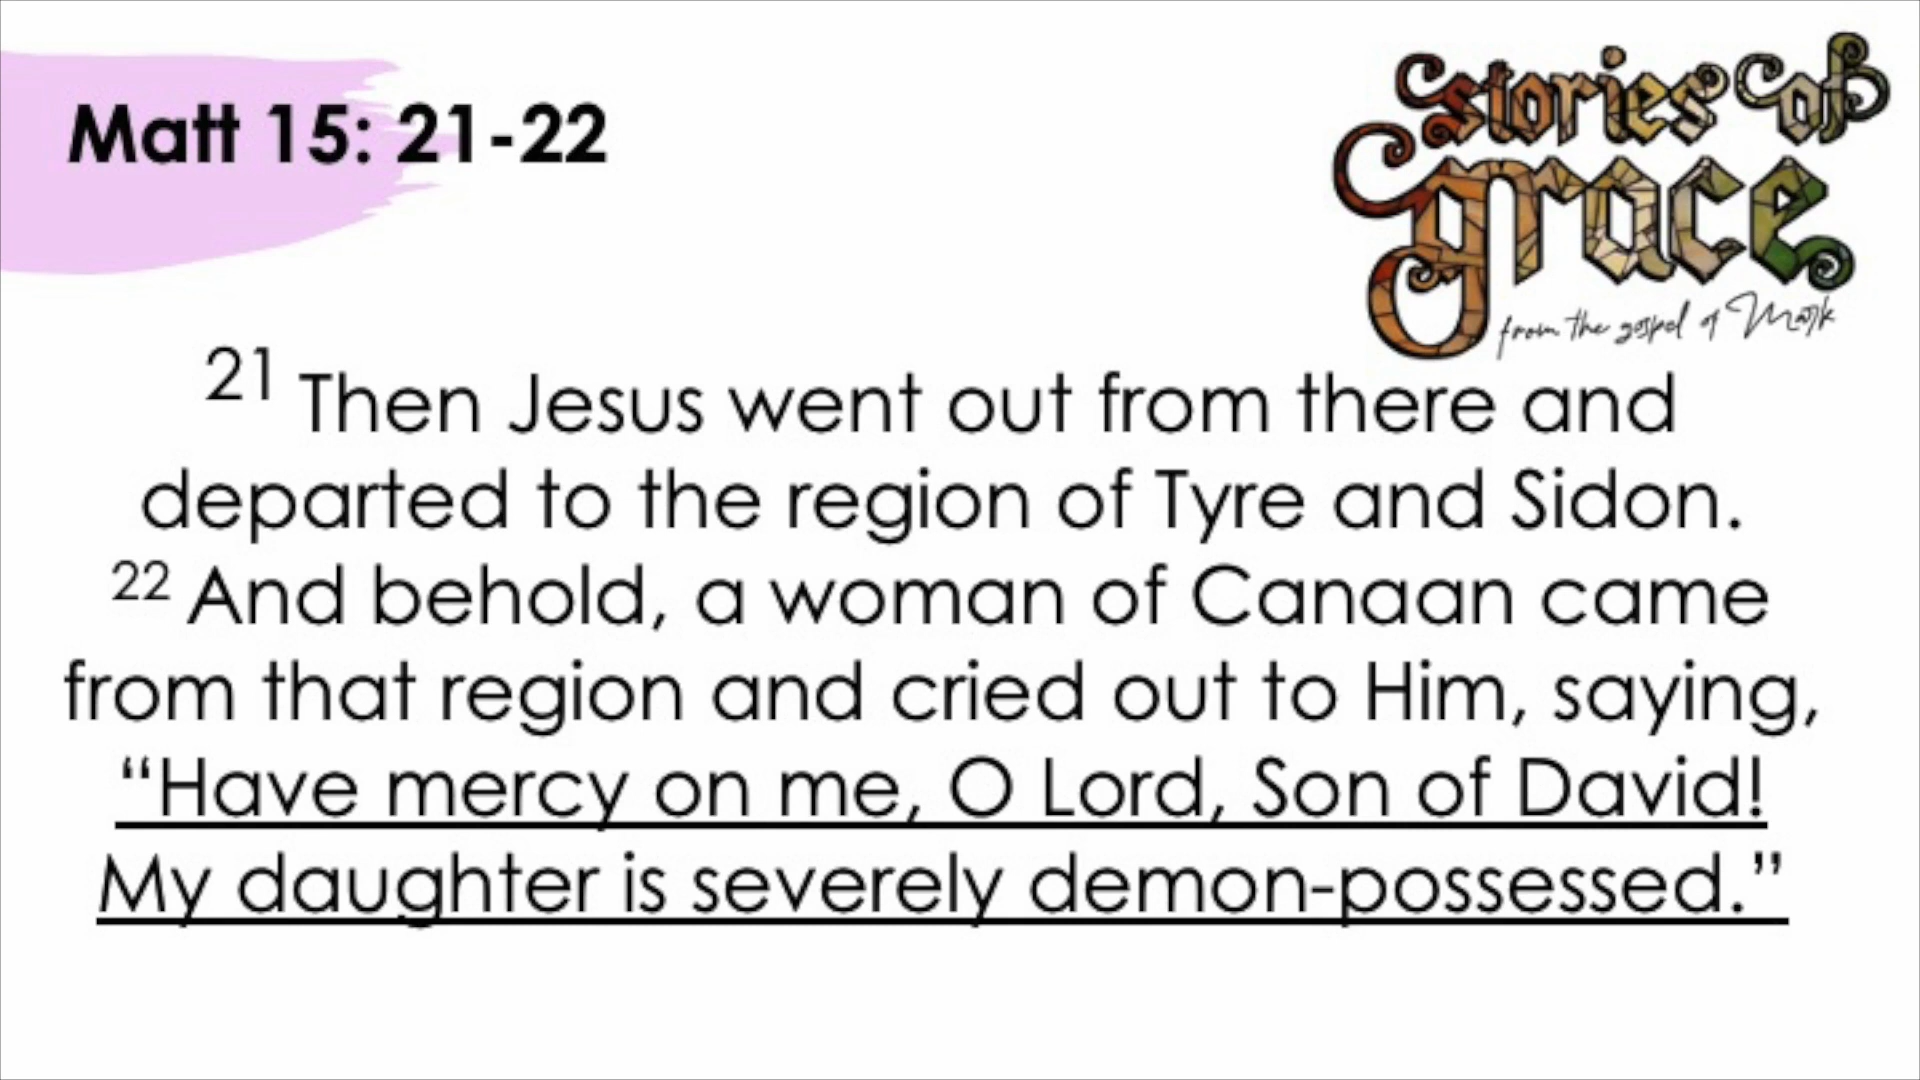 Matt 15: 21-22
stories of
grace
from the gospel of Mark
21 Then Jesus went out from there and
departed to the region of Tyre and Sidon.
22 And behold, a woman of Canaan came
from that region and cried out to Him, saying,
“Have mercy on me, O Lord, Son of David!
My daughter is severely demon-possessed.”